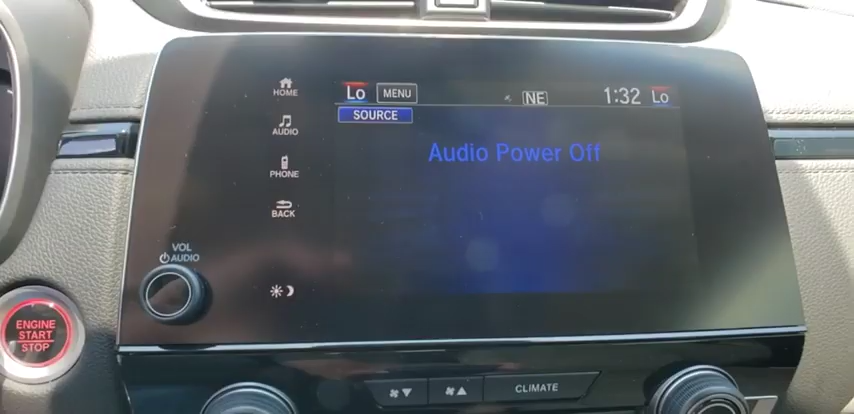 HOME
Lo MENU NE 1:32 Lo
SOURCE
AUDIO
Audio Power Off
PHONE
BACK
VOL
AUDIO
ENGINE
START
STOP
CLIMATE